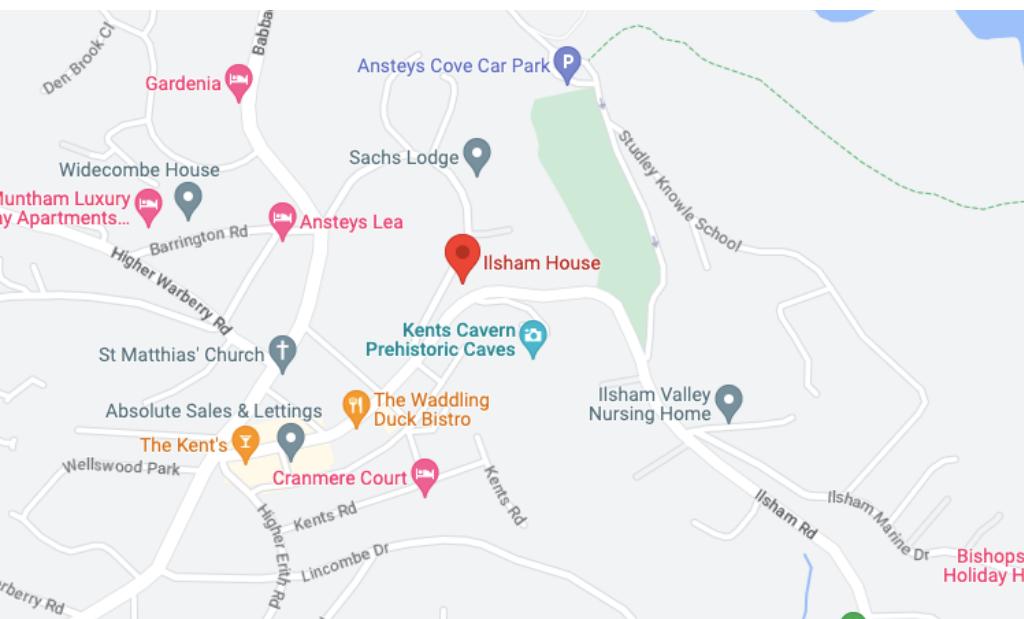 Den Brook Cl
Babba
Gardenia
Ansteys Cove Car Park
P
Sachs Lodge
Studley Knowle School
Widecombe House
Muntham Luxury
ay Apartments...
Ansteys Lea
Barrington Rd
Higher Warberry Rd
Ilsham House
Kents Cavern
Prehistoric Caves
St Matthias' Church
Ilsham Valley
Nursing Home
The Waddling
Duck Bistro
Absolute Sales & Lettings
The Kent's
Wellswood Park
Cranmere Court
Kents Rd
Kents Rd
Higher Erith Rd
Lincombe Dr
Ilsham Rd
Ilsham Marine Dr
Bishops
Holiday H
rberry Rd